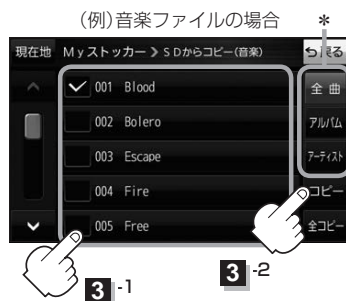 (例)音楽ファイルの場合 *
現在地 Myストッカー > SDからコピー(音楽) 戻る
001 Blood
002 Bolero
003 Escape
004 Fire
005 Free
全 曲
アルバム
アーティスト
コピー
全コピー
3 -1
3 -2